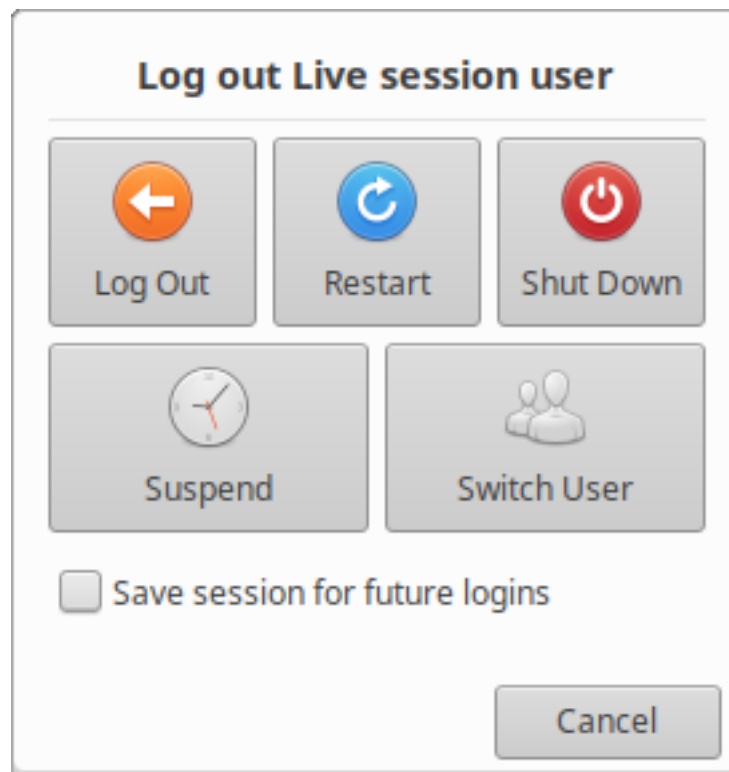 Log out Live session user
Log Out
Restart
Shut Down
Suspend
Switch User
Save session for future logins
Cancel